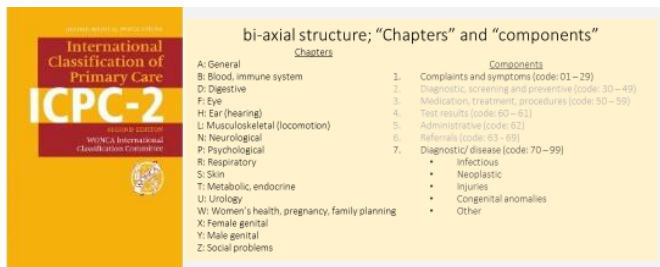 OXFORD MEDICAL PUBLICATIONS
International
Classification of
Primary Care
ICPC-2
SECOND EDITION
WONCA International
Classification Committee
bi-axial structure; “Chapters” and “components”
Chapters
A: General
B: Blood, immune system
D: Digestive
F: Eye
H: Ear (hearing)
L: Musculoskeletal (locomotion)
N: Neurological
P: Psychological
R: Respiratory
S: Skin
T: Metabolic, endocrine
U: Urology
W: Women’s health, pregnancy, family planning
X: Female genital
Y: Male genital
Z: Social problems
Components
1. Complaints and symptoms (code: 01 – 29)
2. Diagnostic, screening and preventive (code: 30 – 49)
3. Medication, treatment, procedures (code: 50 – 59)
4. Test results (code: 60 – 61)
5. Administrative (code: 62)
6. Referrals (code: 63 - 69)
7. Diagnostic/ disease (code: 70 – 99)
• Infectious
• Neoplastic
• Injuries
• Congenital anomalies
• Other